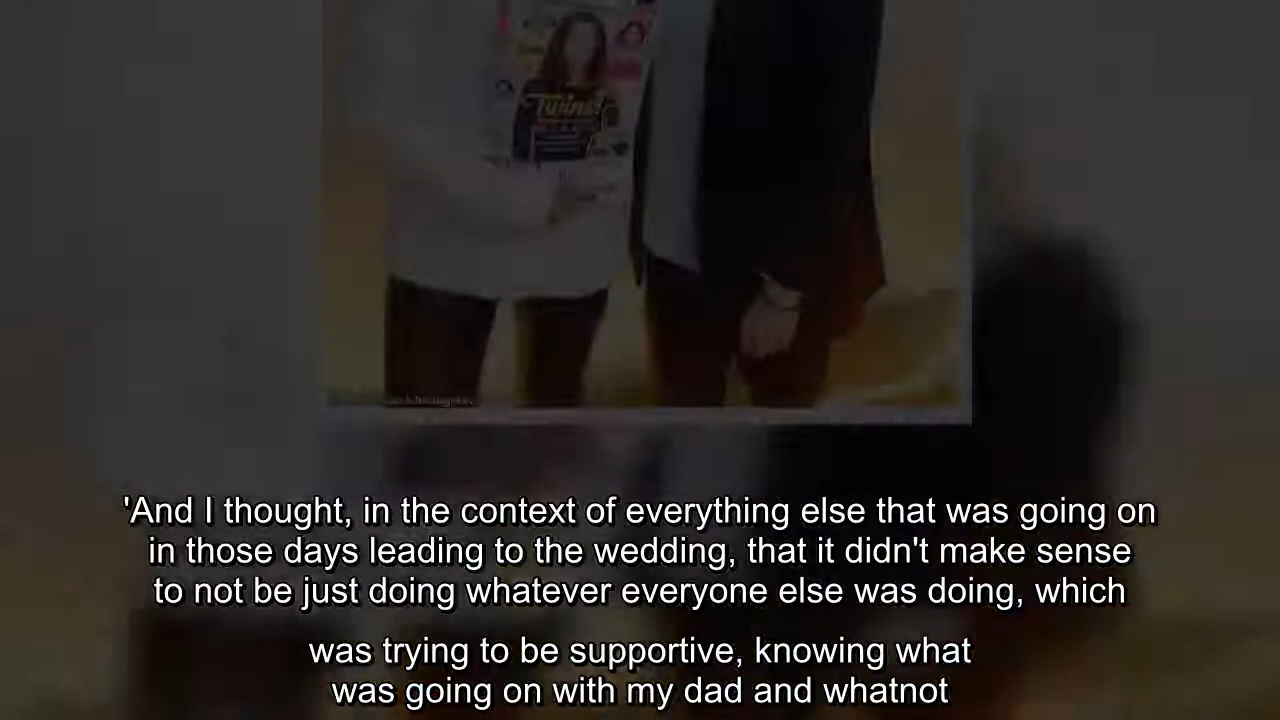 Twins!
'And I thought, in the context of everything else that was going on
in those days leading to the wedding, that it didn't make sense
to not be just doing whatever everyone else was doing, which
was trying to be supportive, knowing what
was going on with my dad and whatnot